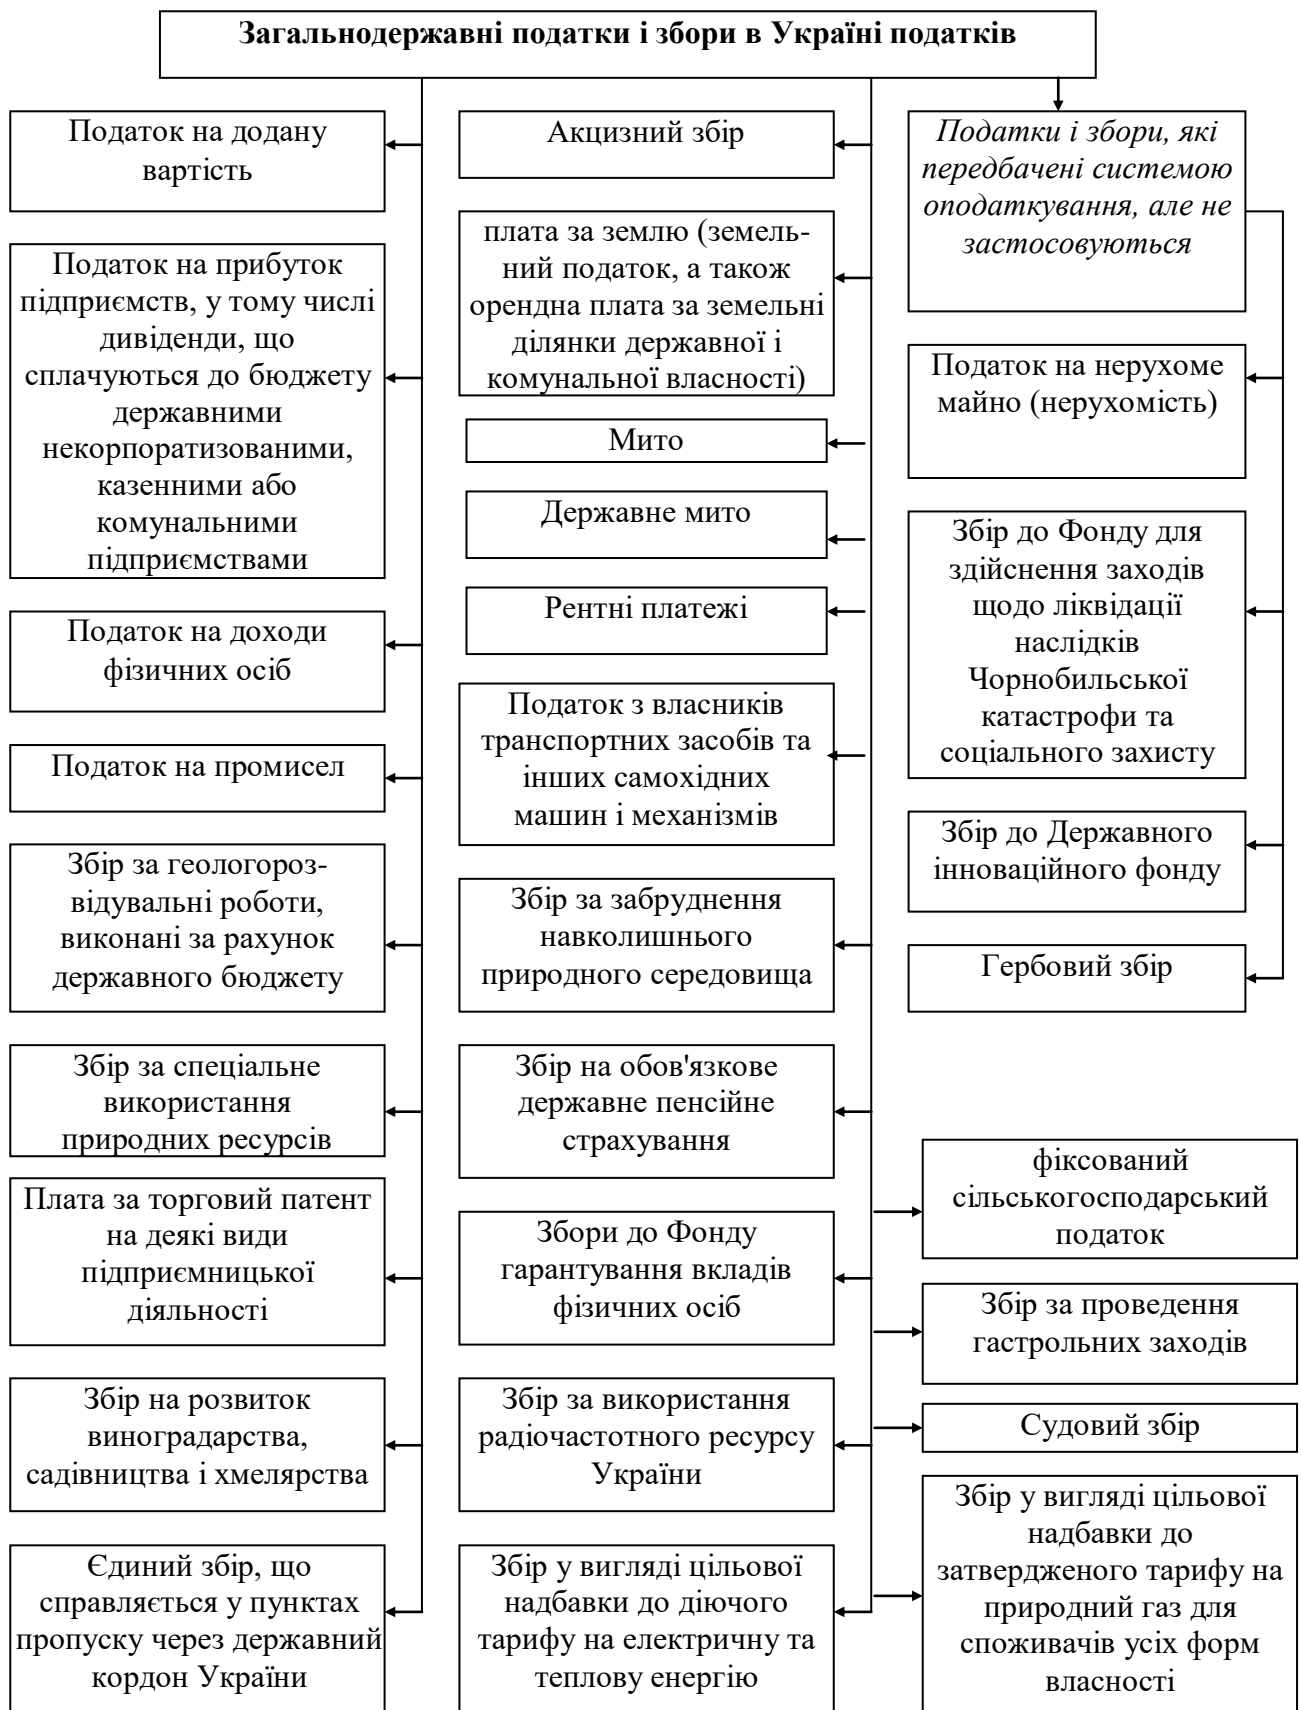 Загальнодержавні податки і збори в Україні податків
Податок на додану
вартість
Податок на прибуток
підприємств, у тому числі
дивіденди, що
сплачуються до бюджету
державними
некорпоратизованими,
казенними або
комунальними
підприємствами
Податок на доходи
фізичних осіб
Податок на промисел
Збір за геологороз-
відувальні роботи,
виконані за рахунок
державного бюджету
Збір за спеціальне
використання
природних ресурсів
Плата за торговий патент
на деякі види
підприємницької
діяльності
Збір на розвиток
виноградарства,
садівництва і хмелярства
Єдиний збір, що
справляється у пунктах
пропуску через державний
кордон України
Акцизний збір
плата за землю (земель-
ний податок, а також
орендна плата за земельні
ділянки державної і
комунальної власності)
Мито
Державне мито
Рентні платежі
Податок з власників
транспортних засобів та
інших самохідних
машин і механізмів
Збір за забруднення
навколишнього
природного середовища
Збір на обов'язкове
державне пенсійне
страхування
Збори до Фонду
гарантування вкладів
фізичних осіб
Збір за використання
радіочастотного ресурсу
України
Збір у вигляді цільової
надбавки до діючого
тарифу на електричну та
теплову енергію
Податки і збори, які
передбачені системою
оподаткування, але не
застосовуються
Податок на нерухоме
майно (нерухомість)
Збір до Фонду для
здійснення заходів
щодо ліквідації
наслідків
Чорнобильської
катастрофи та
соціального захисту
Збір до Державного
інноваційного фонду
Гербовий збір
фіксований
сільськогосподарський
податок
Збір за проведення
гастрольних заходів
Судовий збір
Збір у вигляді цільової
надбавки до
затвердженого тарифу на
природний газ для
споживачів усіх форм
власності